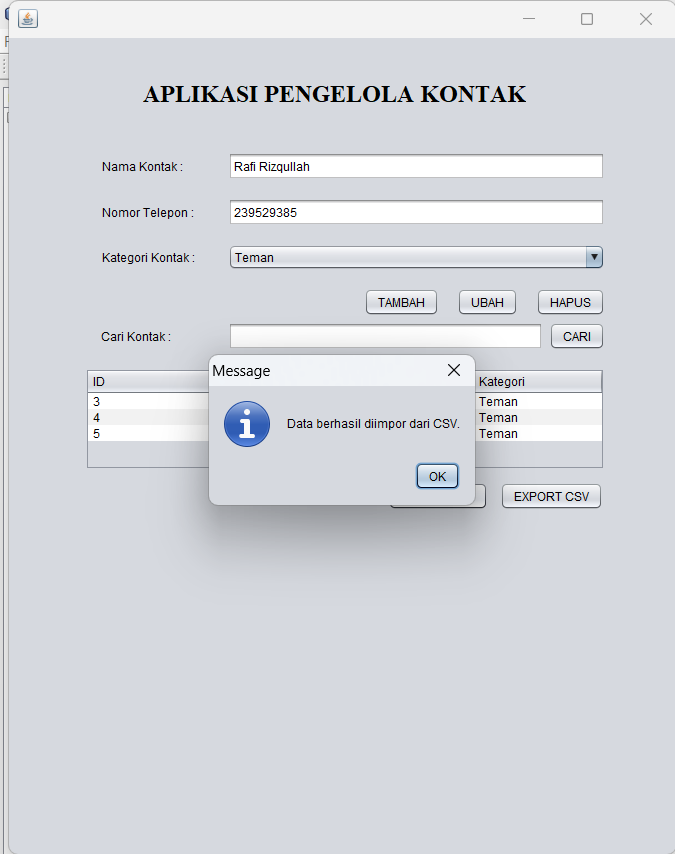 APLIKASI PENGELOLA KONTAK
Nama Kontak : Rafi Rizqullah
Nomor Telepon : 239529385
Kategori Kontak : Teman
TAMBAH UBAH HAPUS
Cari Kontak : CARI
Message
ID Kategori
3 Teman
4 Teman
5 Teman
Data berhasil diimpor dari CSV.
OK
EXPORT CSV